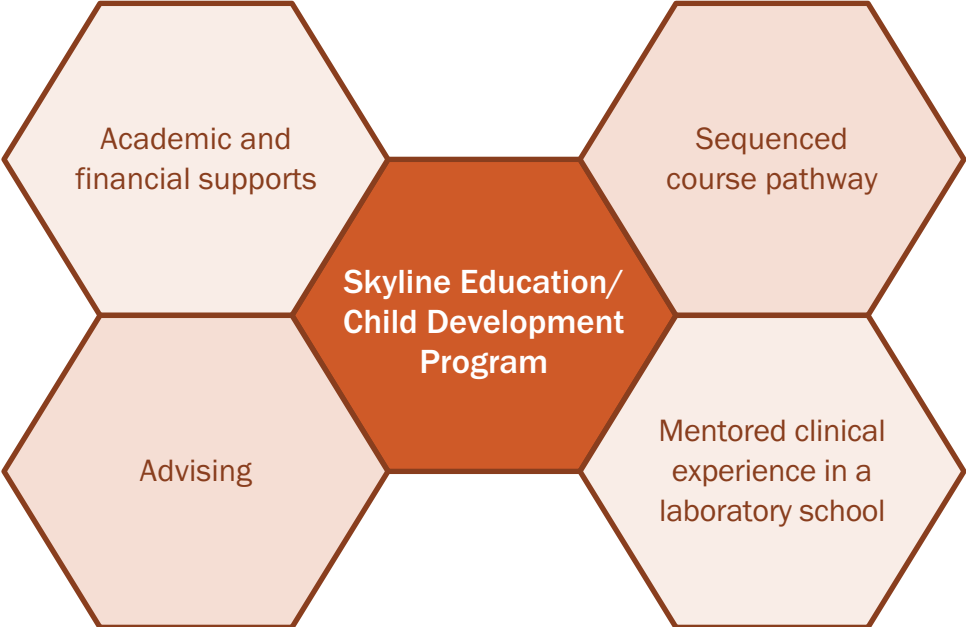 Academic and
financial supports
Sequenced
course pathway
Skyline Education/
Child Development
Program
Advising
Mentored clinical
experience in a
laboratory school